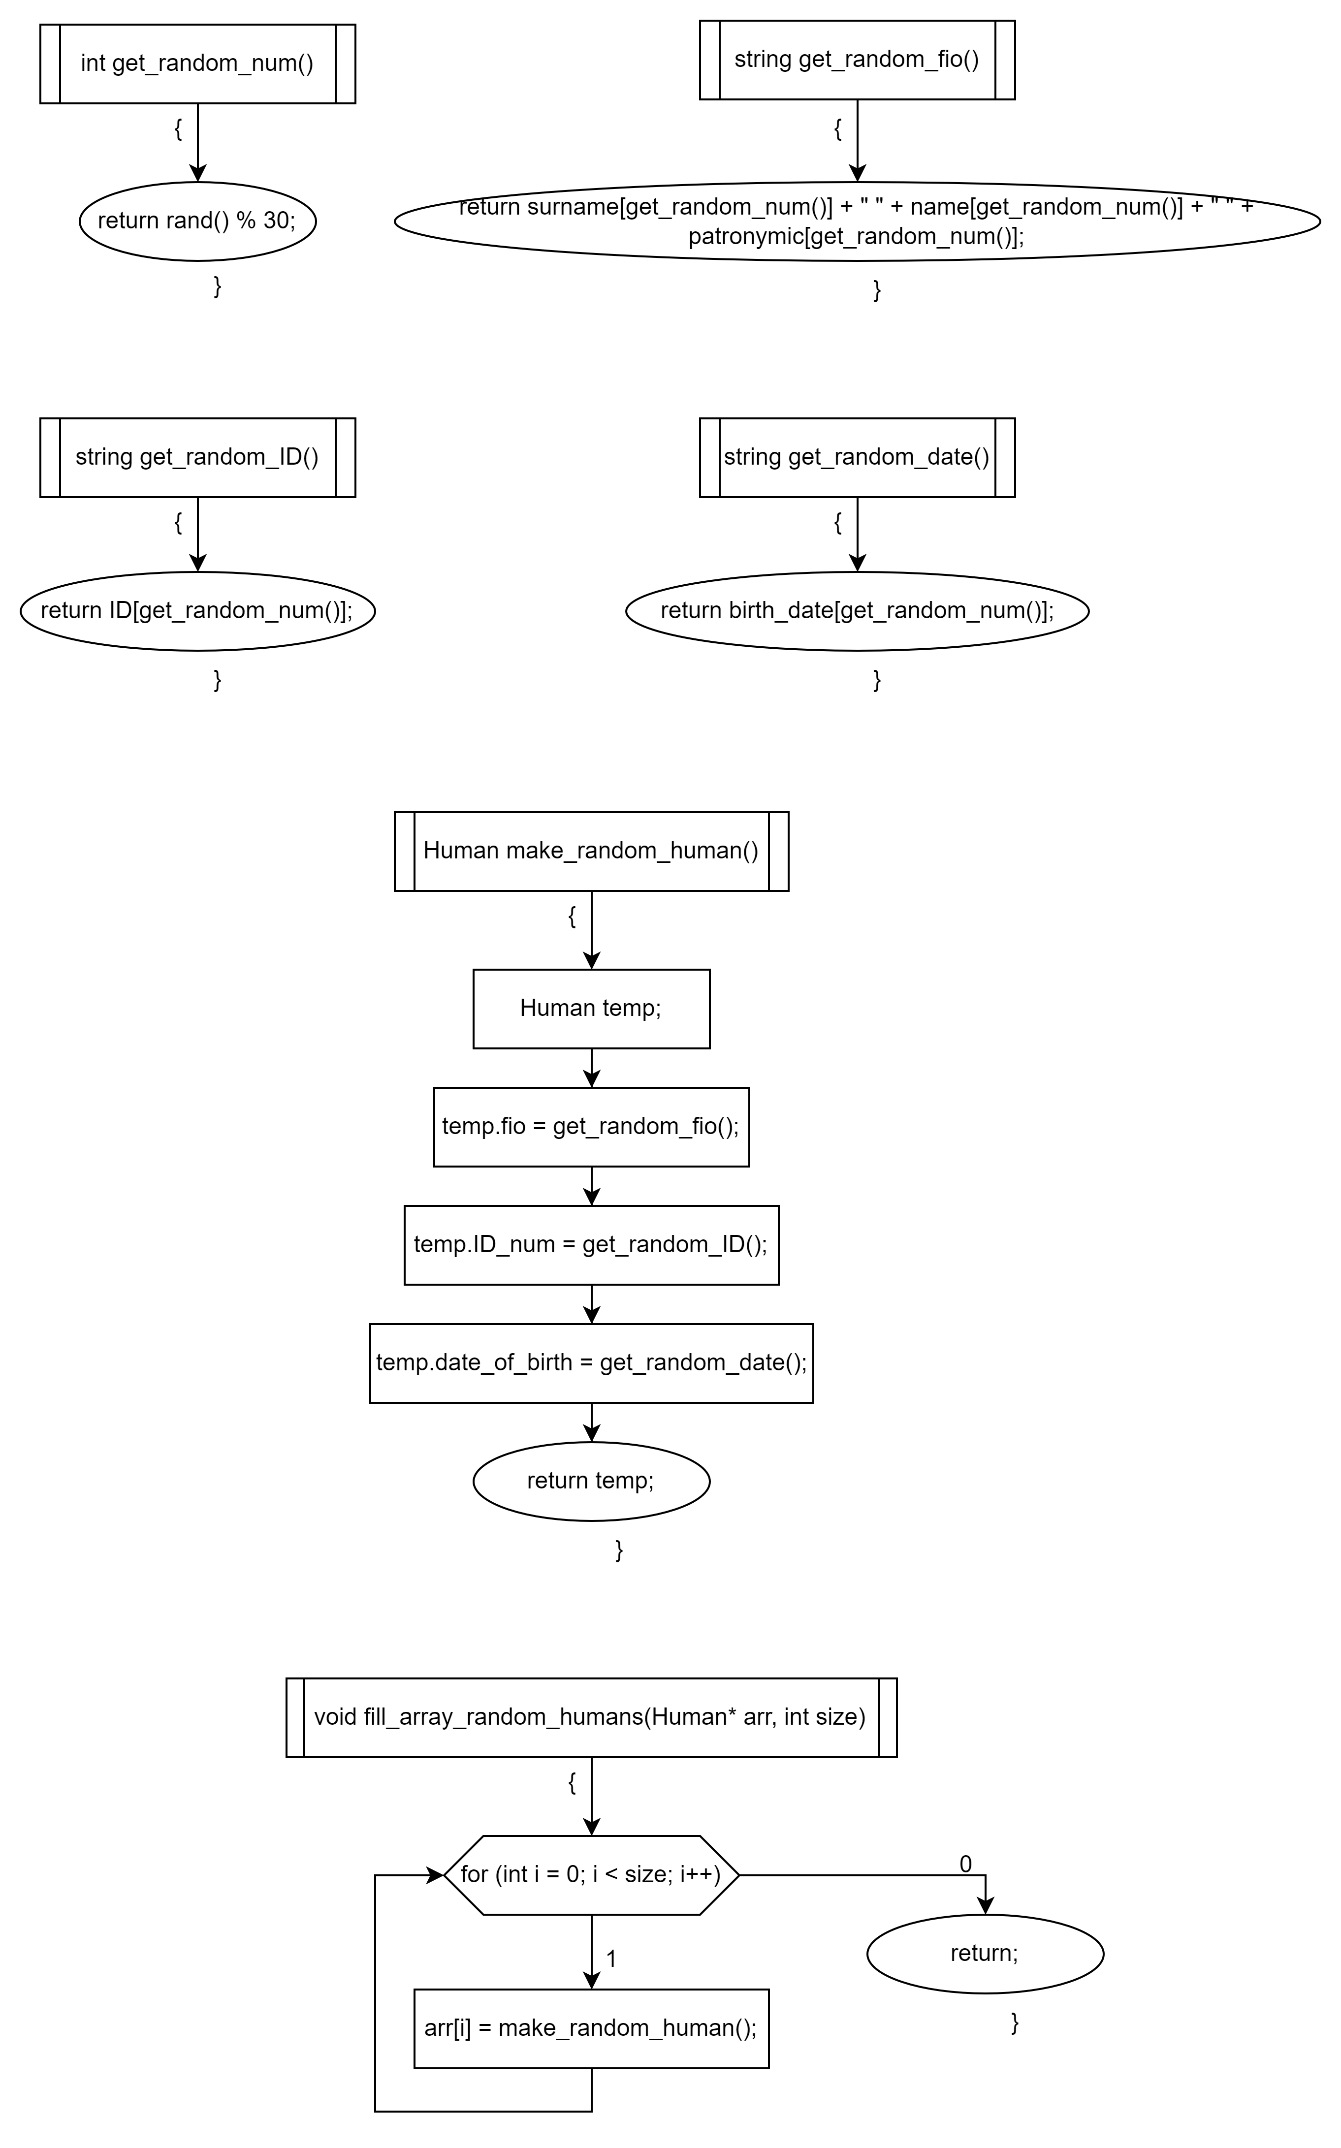 int get_random_num()
{
return rand() % 30;
}
string get_random_fio()
{
return surname[get_random_num()] + " " + name[get_random_num()] + " " +
patronymic[get_random_num()];
}
string get_random_ID()
{
return ID[get_random_num()];
}
string get_random_date()
{
return birth_date[get_random_num()];
}
Human make_random_human()
{
Human temp;
temp.fio = get_random_fio();
temp.ID_num = get_random_ID();
temp.date_of_birth = get_random_date();
return temp;
}
void fill_array_random_humans(Human* arr, int size)
{
for (int i = 0; i < size; i++)
0
1
return;
arr[i] = make_random_human();
}